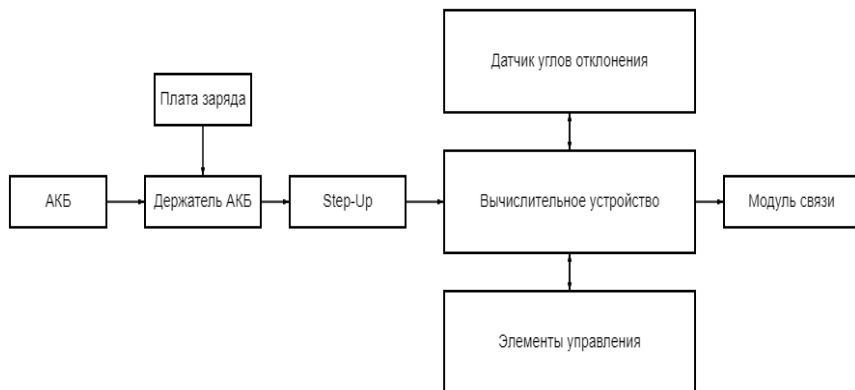 Датчик углов отклонения
Плата заряда
АКБ
Держатель АКБ
Step-Up
Вычислительное устройство
Модуль связи
Элементы управления